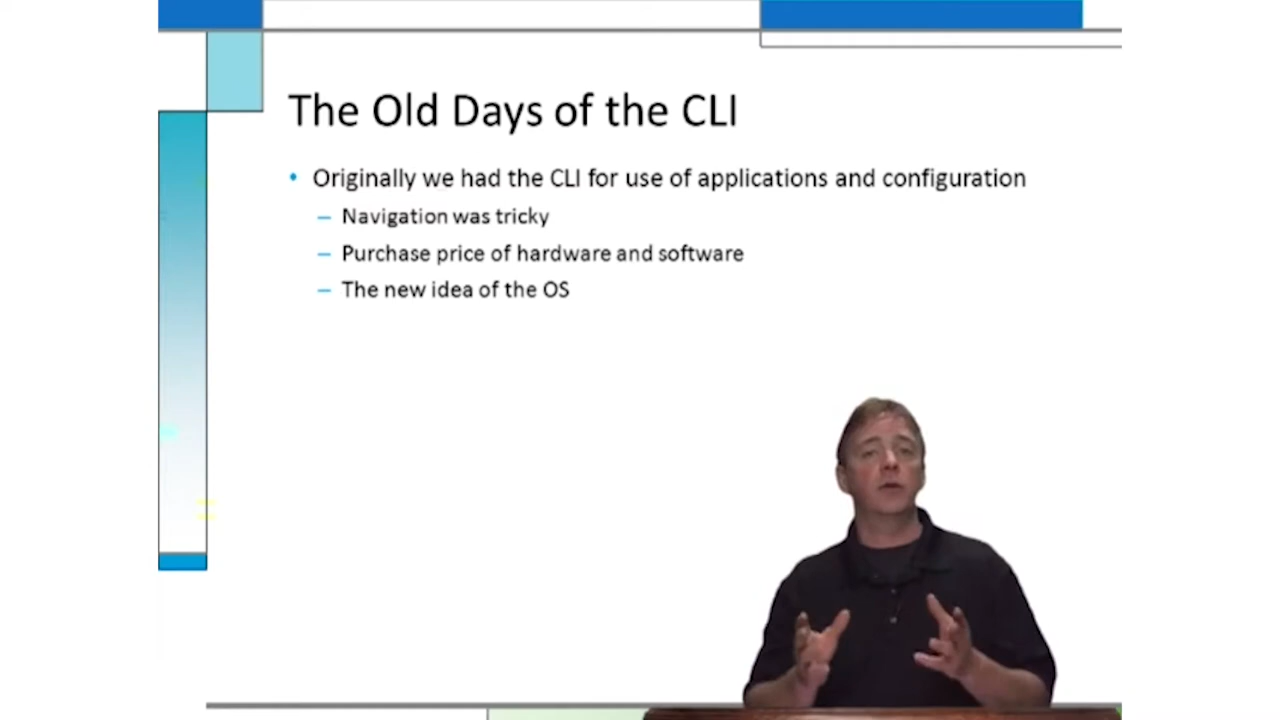 The Old Days of the CLI
• Originally we had the CLI for use of applications and configuration
– Navigation was tricky
– Purchase price of hardware and software
– The new idea of the OS